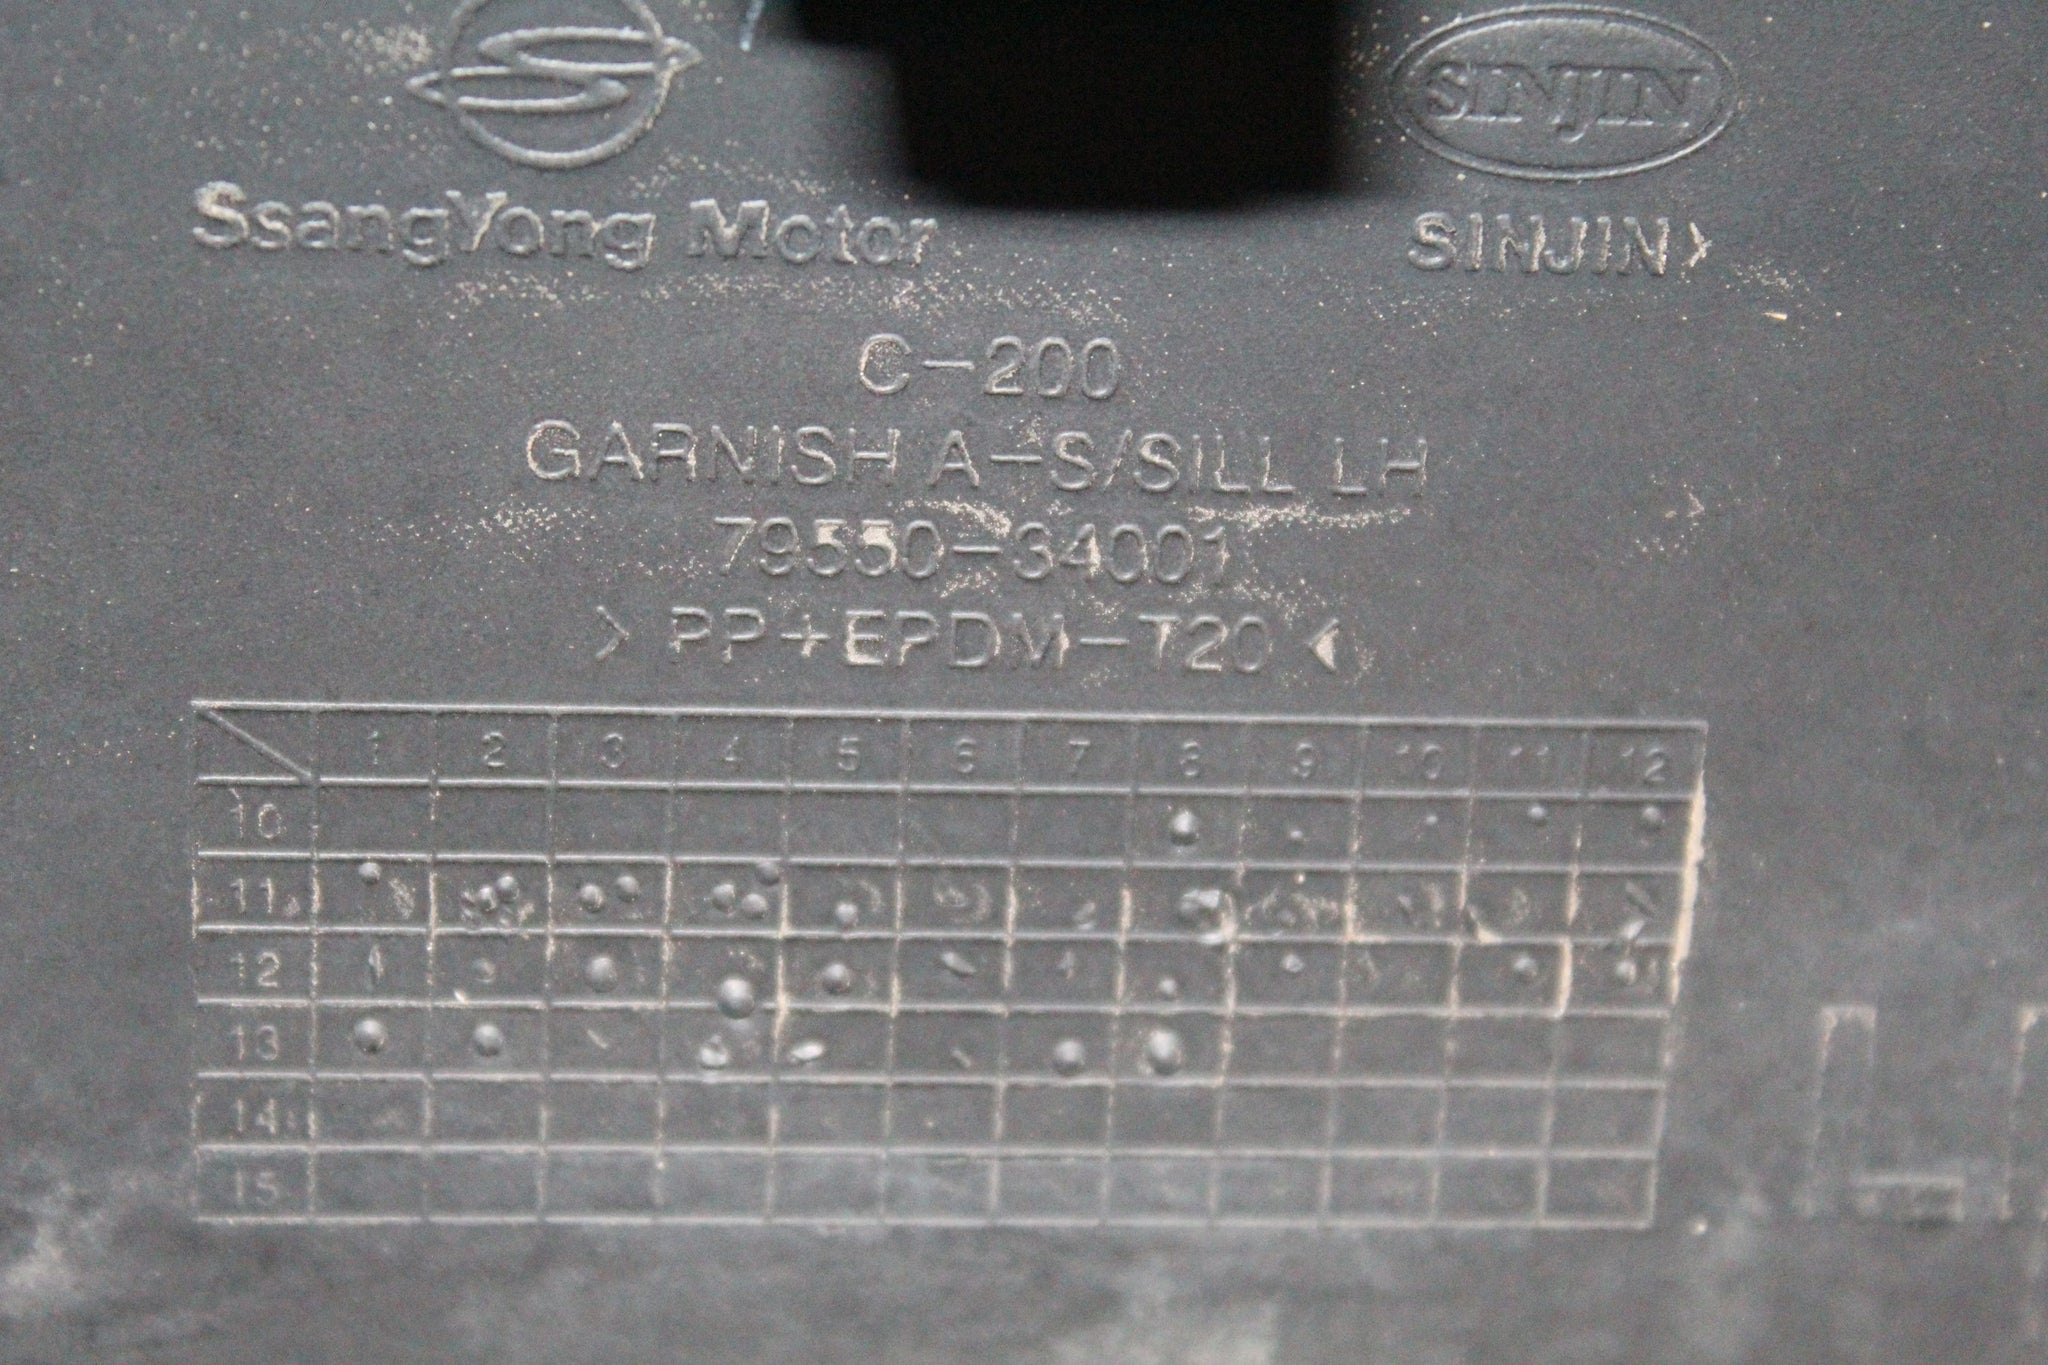 SINJIN
SsangYong Motor
SINJIN>
C-200
GARNISH A-S/SILL LH
79550-34001
> PP+EPDM-T20 <
1 2 3 4 5 6 7 8 9 10 11 12
10
11
12
13
14
15